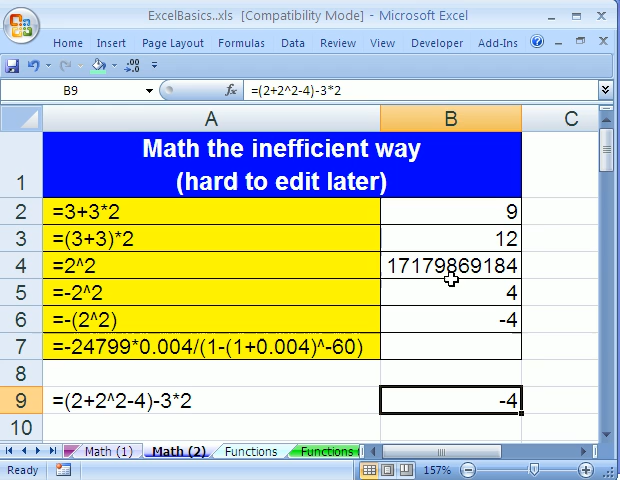 ExcelBasics..xls [Compatibility Mode] - Microsoft Excel
Home Insert Page Layout Formulas Data Review View Developer Add-Ins
B9 fx =(2+2^2-4)-3*2
A B C
1 Math the inefficient way
(hard to edit later)
2 =3+3*2 9
3 =(3+3)*2 12
4 =2^2 17179869184
5 =-2^2 4
6 =-(2^2) -4
7 =-24799*0.004/(1-(1+0.004)^-60)
8
9 =(2+2^2-4)-3*2 -4
10
Math (1) Math (2) Functions Functions
Ready 157%